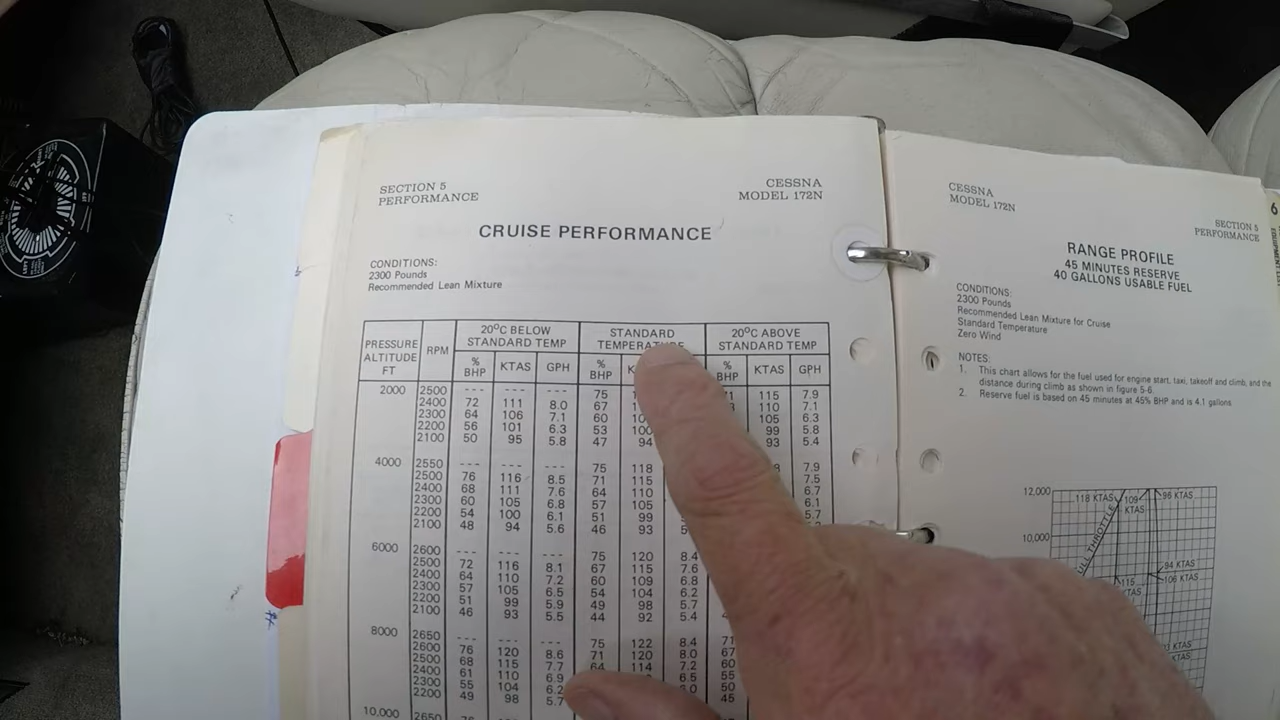 SECTION 5
PERFORMANCE
CESSNA
MODEL 172N
CRUISE PERFORMANCE
CONDITIONS:
2300 Pounds
Recommended Lean Mixture
PRESSURE ALTITUDE FT
RPM
20°C BELOW STANDARD TEMP
STANDARD
20°C ABOVE STANDARD TEMP
% BHP KTAS GPH % BHP % BHP KTAS GPH
2000 2500 --- --- --- 75 115 7.9
2400 72 111 8.0 67 110 7.1
2300 64 106 7.1 60 105 6.3
2200 56 101 6.3 53 100 99 5.8
2100 50 95 5.8 47 94 93 5.4
4000 2550 --- --- --- 75 118 7.9
2500 76 116 8.5 71 115 7.5
2400 68 111 7.6 64 110 6.7
2300 60 105 6.8 57 105 6.1
2200 54 100 6.1 51 99 5.7
2100 48 94 5.6 46 93
6000 2600 --- --- --- 75 120 8.4
2500 72 116 8.1 67 115 7.6
2400 64 110 7.2 60 109 6.8
2300 57 105 6.5 54 104 6.2
2200 51 99 5.9 49 98 5.7
2100 46 93 5.5 44 92 5.4
8000 2650 --- --- --- 75 122 8.4 71
2600 76 120 8.6 71 120 8.0 67
2500 68 115 7.7 64 114 7.2 60
2400 61 110 6.9 6.5 55
2300 55 104 6.2 50
2200 49 98 5.7 45
10,000 2650
CESSNA
MODEL 172N
SECTION 5
PERFORMANCE
RANGE PROFILE
45 MINUTES RESERVE
40 GALLONS USABLE FUEL
CONDITIONS:
2300 Pounds
Recommended Lean Mixture for Cruise
Standard Temperature
Zero Wind
NOTES:
1. This chart allows for the fuel used for engine start, taxi, takeoff and climb, and the
distance during climb as shown in figure 5-6.
2. Reserve fuel is based on 45 minutes at 45% BHP and is 4.1 gallons
12,000
118 KTAS
109 KTAS
98 KTAS
10,000
THROTTLE
94 KTAS
115
106 KTAS
KTAS
6